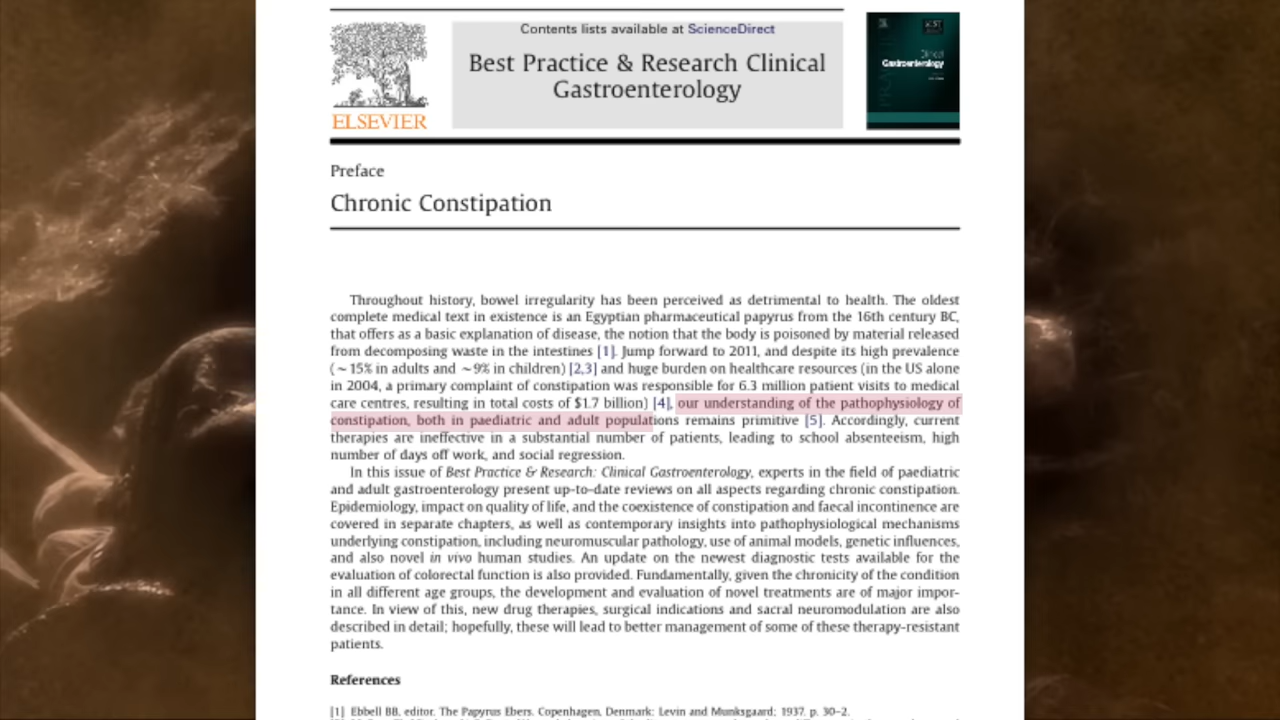 Contents lists available at ScienceDirect
Best Practice & Research Clinical
Gastroenterology
ELSEVIER
Clinical
Gastroenterology
Preface
Chronic Constipation
Throughout history, bowel irregularity has been perceived as detrimental to health. The oldest
complete medical text in existence is an Egyptian pharmaceutical papyrus from the 16th century BC,
that offers as a basic explanation of disease, the notion that the body is poisoned by material released
from decomposing waste in the intestines [1]. Jump forward to 2011, and despite its high prevalence
(~15% in adults and ~9% in children) [2,3] and huge burden on healthcare resources (in the US alone
in 2004, a primary complaint of constipation was responsible for 6.3 million patient visits to medical
care centres, resulting in total costs of $1.7 billion) [4], our understanding of the pathophysiology of
constipation, both in paediatric and adult populations remains primitive [5]. Accordingly, current
therapies are ineffective in a substantial number of patients, leading to school absenteeism, high
number of days off work, and social regression.
In this issue of Best Practice & Research: Clinical Gastroenterology, experts in the field of paediatric
and adult gastroenterology present up-to-date reviews on all aspects regarding chronic constipation.
Epidemiology, impact on quality of life, and the coexistence of constipation and faecal incontinence are
covered in separate chapters, as well as contemporary insights into pathophysiological mechanisms
underlying constipation, including neuromuscular pathology, use of animal models, genetic influences,
and also novel in vivo human studies. An update on the newest diagnostic tests available for the
evaluation of colorectal function is also provided. Fundamentally, given the chronicity of the condition
in all different age groups, the development and evaluation of novel treatments are of major impor-
tance. In view of this, new drug therapies, surgical indications and sacral neuromodulation are also
described in detail; hopefully, these will lead to better management of some of these therapy-resistant
patients.
References
[1] Ebbell BB, editor. The Papyrus Ebers. Copenhagen, Denmark: Levin and Munksgaard; 1937. p. 30–2.